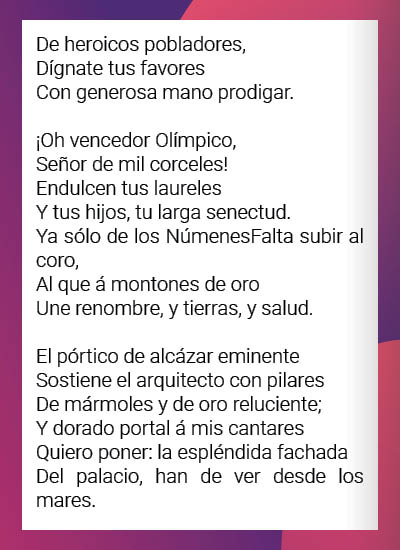 De heroicos pobladores,
Dígnate tus favores
Con generosa mano prodigar.

¡Oh vencedor Olímpico,
Señor de mil corceles!
Endulcen tus laureles
Y tus hijos, tu larga senectud.
Ya sólo de los NúmenesFalta subir al
coro,
Al que á montones de oro
Une renombre, y tierras, y salud.

El pórtico de alcázar eminente
Sostiene el arquitecto con pilares
De mármoles y de oro reluciente;
Y dorado portal á mis cantares
Quiero poner: la espléndida fachada
Del palacio, han de ver desde los
mares.